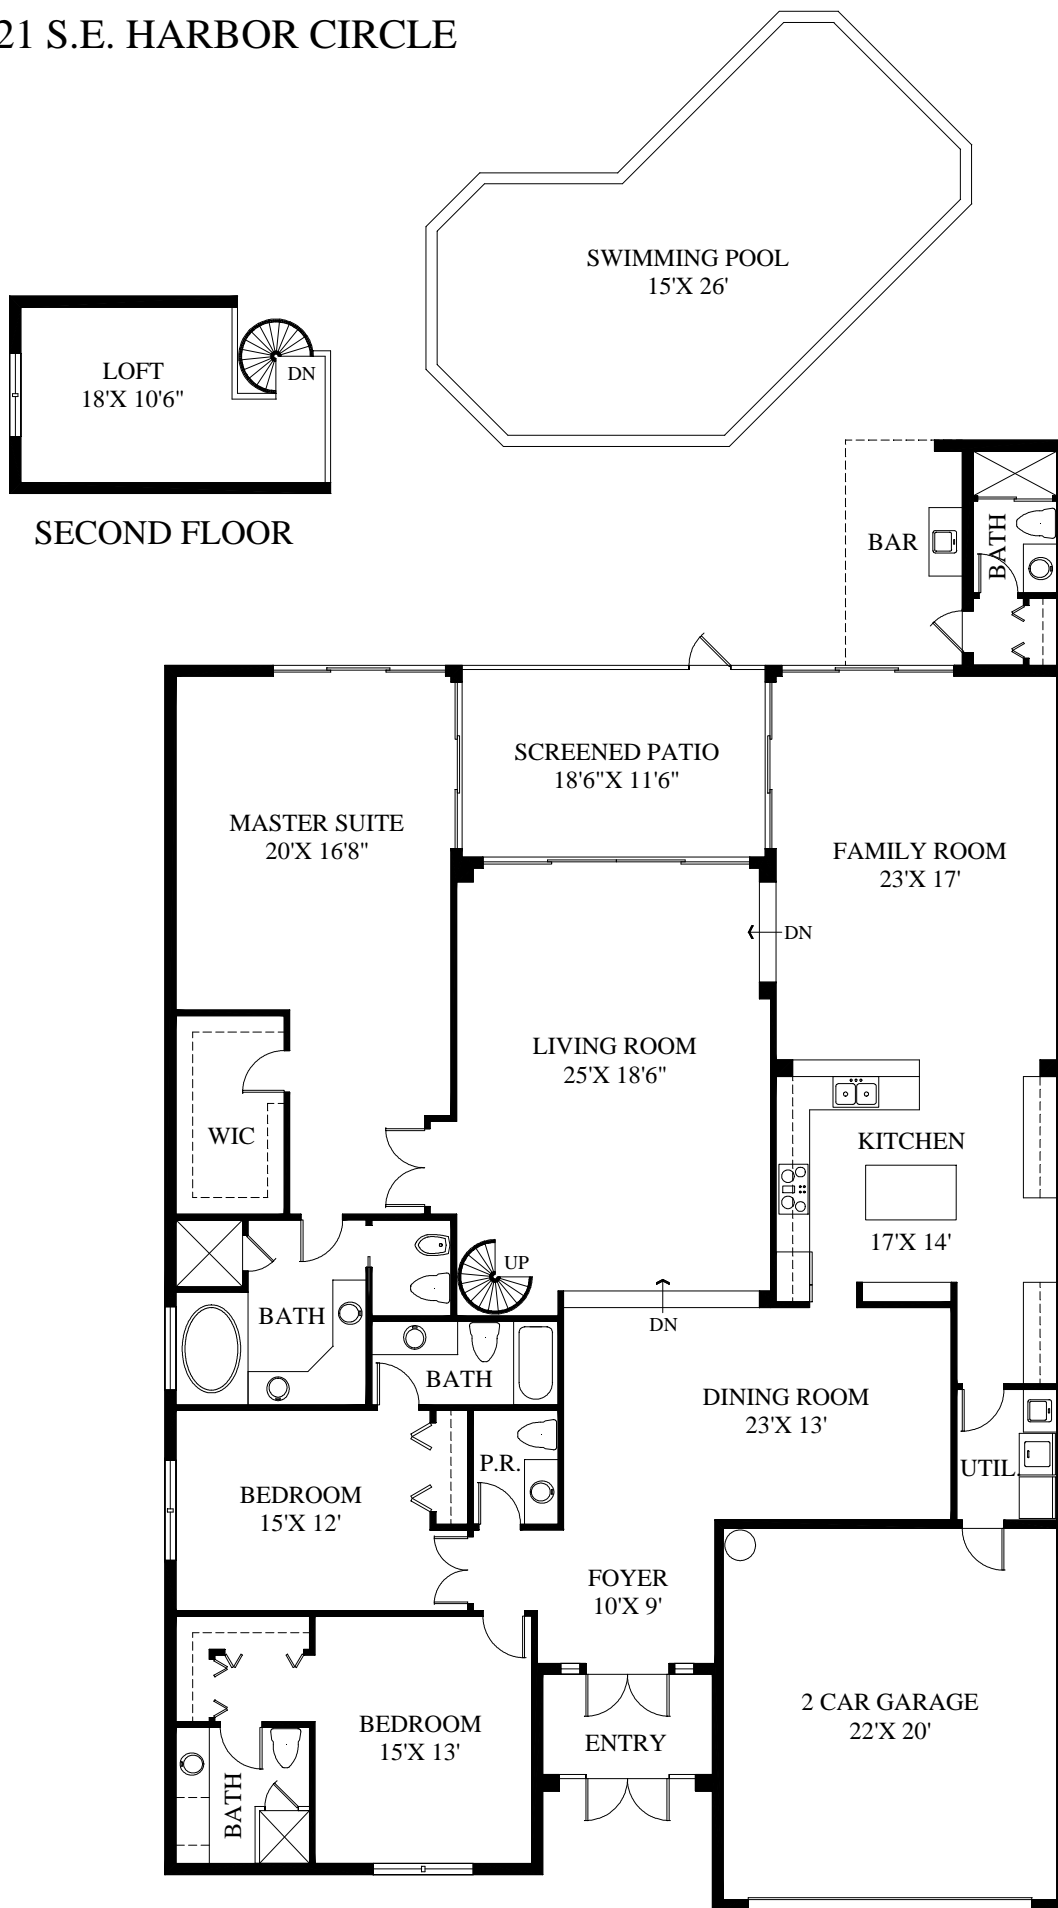 21 S.E. HARBOR CIRCLE
SWIMMING POOL
15'X 26'
LOFT
18'X 10'6"
DN
SECOND FLOOR
BAR
BATH
SCREENED PATIO
18'6"X 11'6"
MASTER SUITE
20'X 16'8"
FAMILY ROOM
23'X 17'
DN
LIVING ROOM
25'X 18'6"
WIC
KITCHEN
17'X 14'
UP
BATH
DN
BATH
DINING ROOM
23'X 13'
P.R.
UTIL.
BEDROOM
15'X 12'
FOYER
10'X 9'
2 CAR GARAGE
22'X 20'
BEDROOM
15'X 13'
ENTRY
BATH